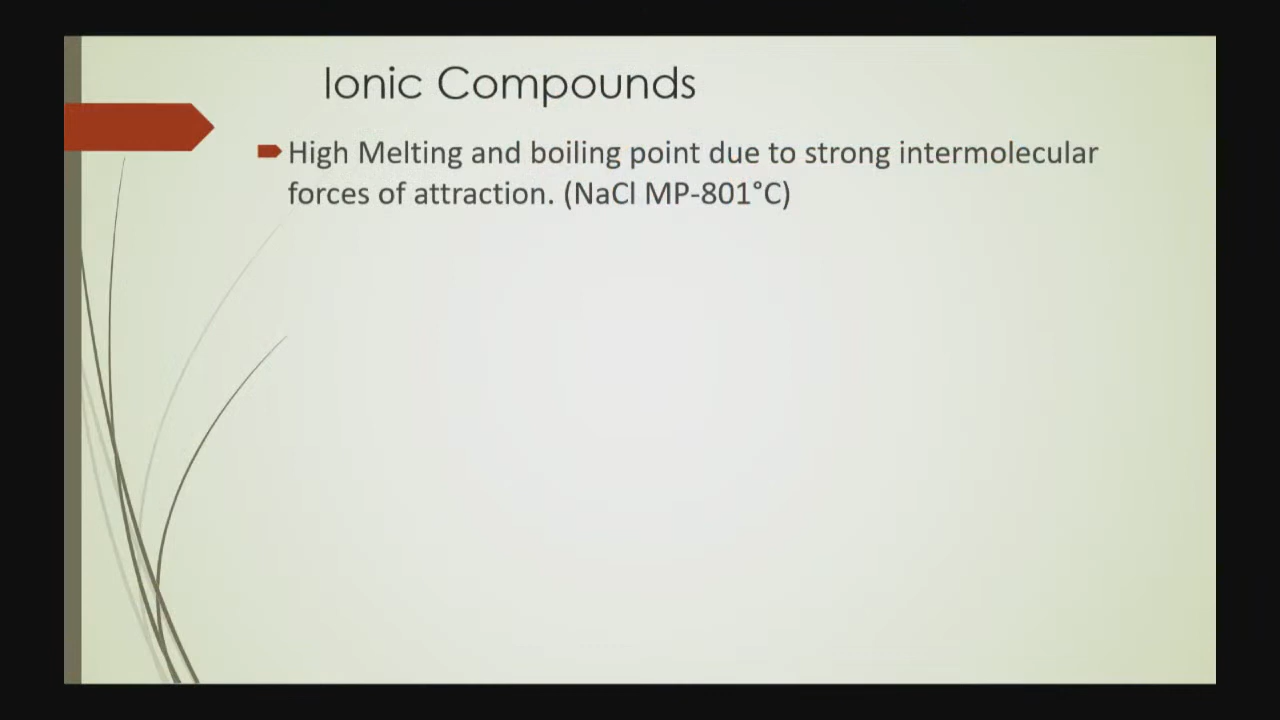 Ionic Compounds
High Melting and boiling point due to strong intermolecular
forces of attraction. (NaCl MP-801°C)